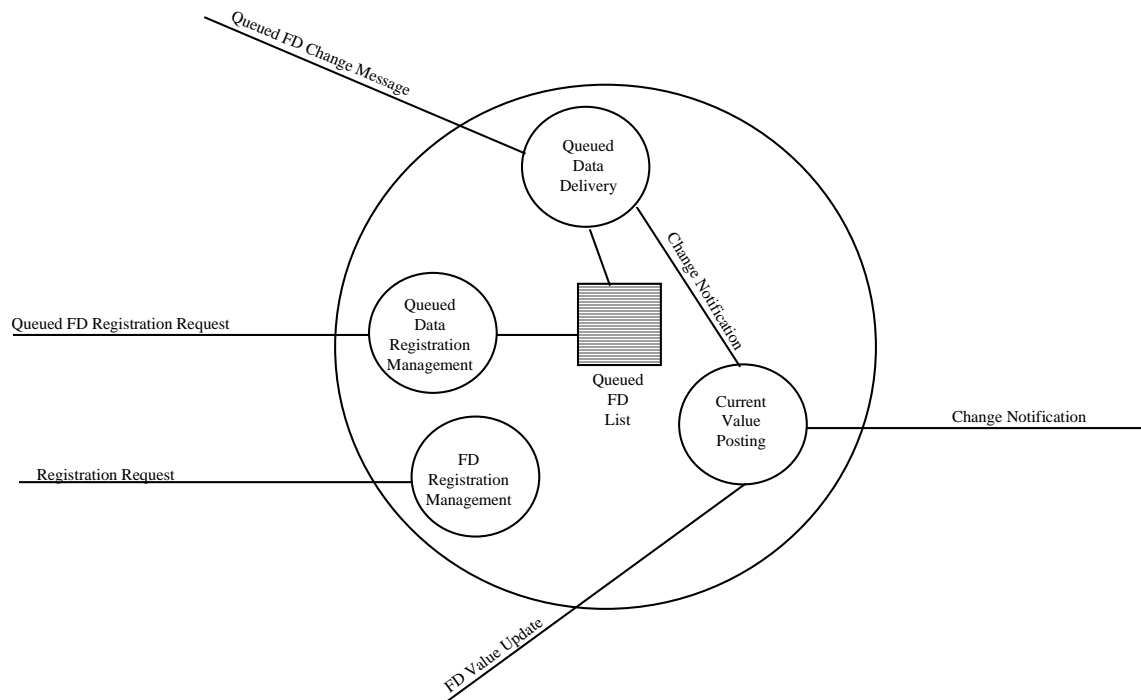 Queued FD Change Message
Queued
Data
Delivery
Change Notification
Queued
Data
Registration
Management
Queued FD Registration Request
Queued
FD
List
Current
Value
Posting
Change Notification
FD
Registration
Management
Registration Request
FD Value Update